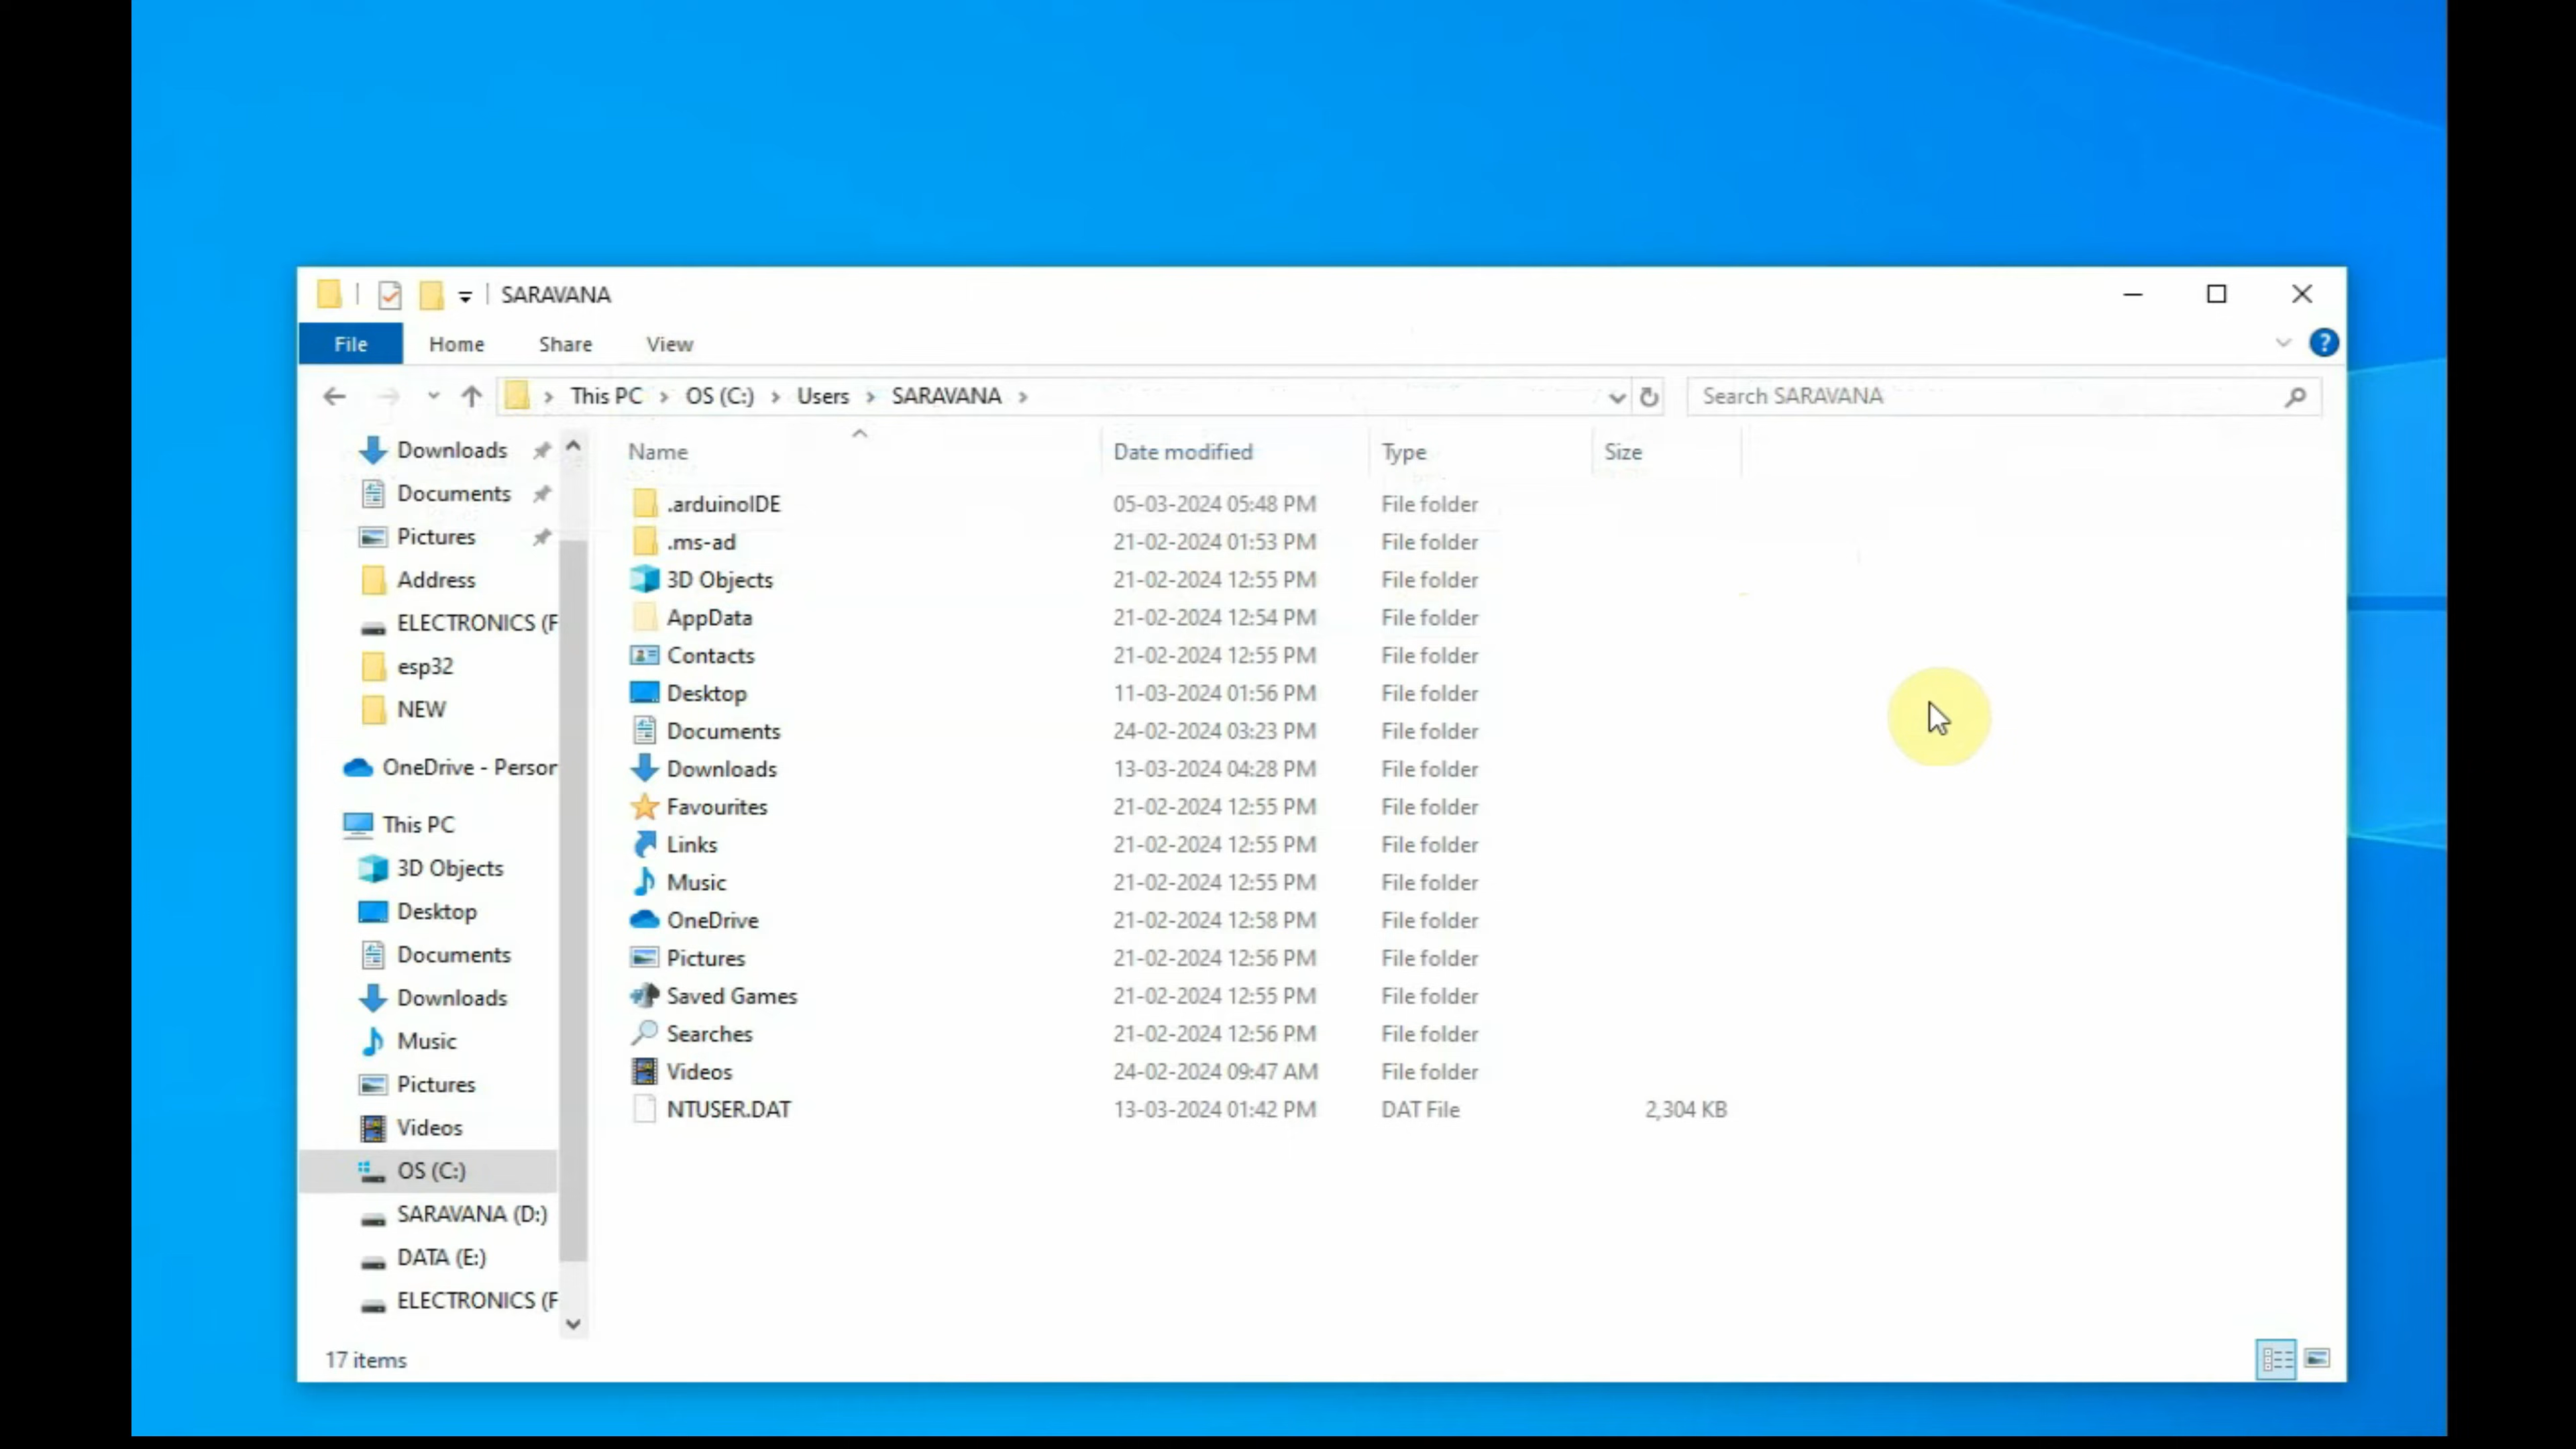 SARAVANA
File Home Share View
This PC > OS (C:) > Users > SARAVANA >
Search SARAVANA
Downloads
Documents
Pictures
Address
ELECTRONICS (F
esp32
NEW
OneDrive - Person
This PC
3D Objects
Desktop
Documents
Downloads
Music
Pictures
Videos
OS (C:)
SARAVANA (D:)
DATA (E:)
ELECTRONICS (F
Name Date modified Type Size
.arduinoIDE 05-03-2024 05:48 PM File folder
.ms-ad 21-02-2024 01:53 PM File folder
3D Objects 21-02-2024 12:55 PM File folder
AppData 21-02-2024 12:54 PM File folder
Contacts 21-02-2024 12:55 PM File folder
Desktop 11-03-2024 01:56 PM File folder
Documents 24-02-2024 03:23 PM File folder
Downloads 13-03-2024 04:28 PM File folder
Favourites 21-02-2024 12:55 PM File folder
Links 21-02-2024 12:55 PM File folder
Music 21-02-2024 12:55 PM File folder
OneDrive 21-02-2024 12:58 PM File folder
Pictures 21-02-2024 12:56 PM File folder
Saved Games 21-02-2024 12:55 PM File folder
Searches 21-02-2024 12:56 PM File folder
Videos 24-02-2024 09:47 AM File folder
NTUSER.DAT 13-03-2024 01:42 PM DAT File 2,304 KB
17 items